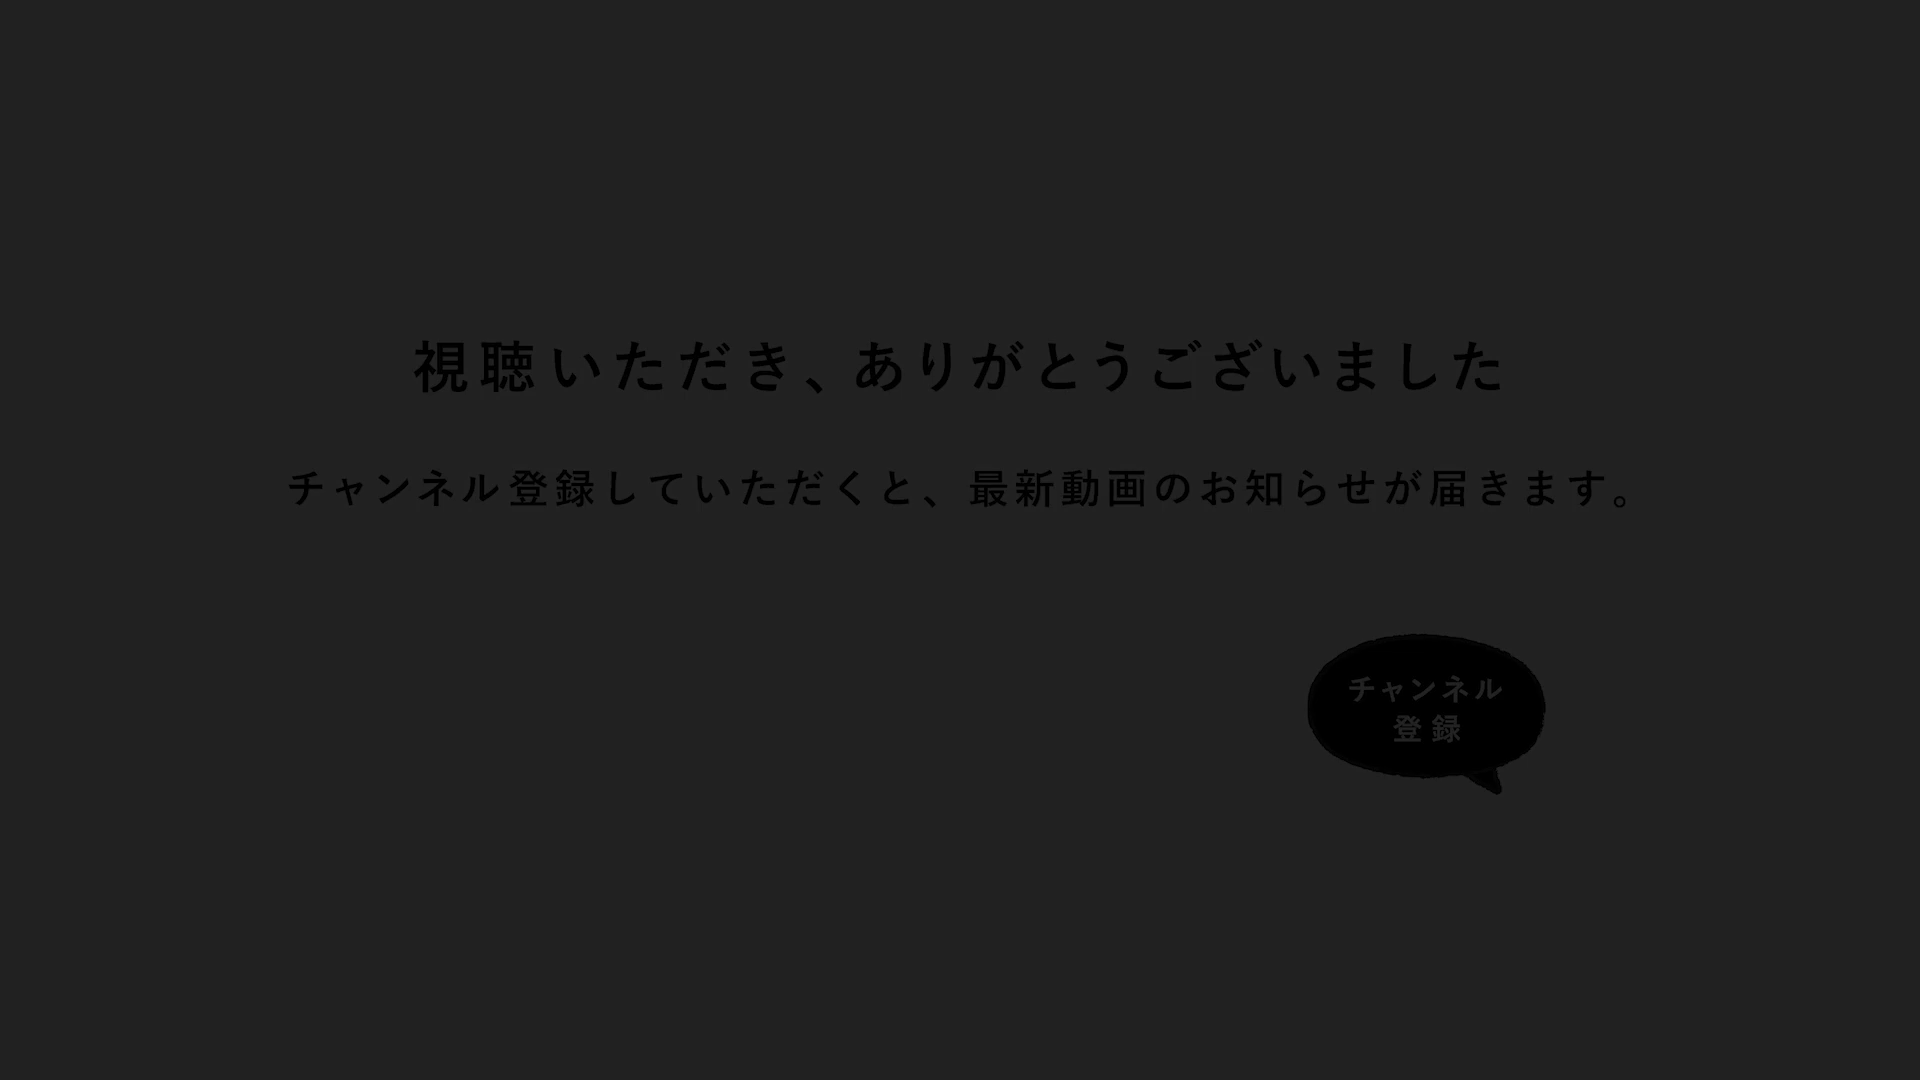 視聴いただき、ありがとうございました
チャンネル登録していただくと、最新動画のお知らせが届きます。
チャンネル
登録